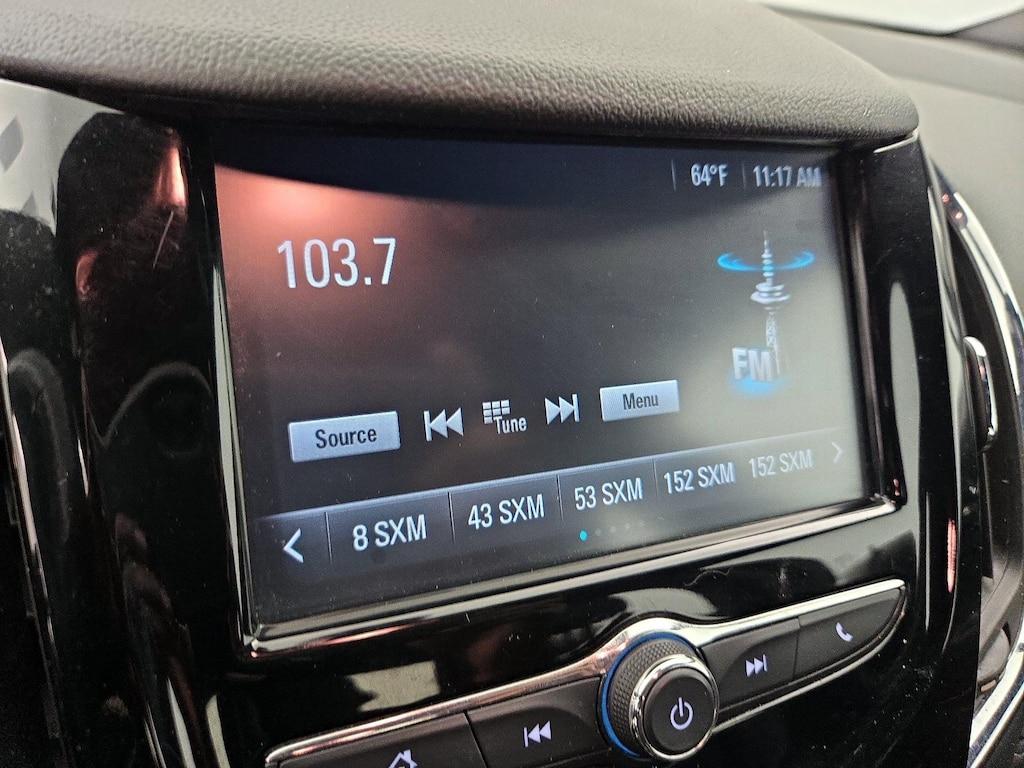 64°F 11:17 AM
103.7
FM
Source Tune Menu
8 SXM 43 SXM 53 SXM 152 SXM 152 SXM